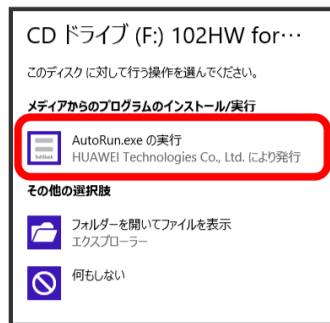 CD ドライブ (F:) 102HW for…
このディスク に対して行う操作を選んでください。
メディアからのプログラムのインストール/実行
AutoRun.exe の実行
HUAWEI Technologies Co., Ltd. により発行
SoftBank
その他の選択肢
フォルダーを開いてファイルを表示
エクスプローラー
何もしない